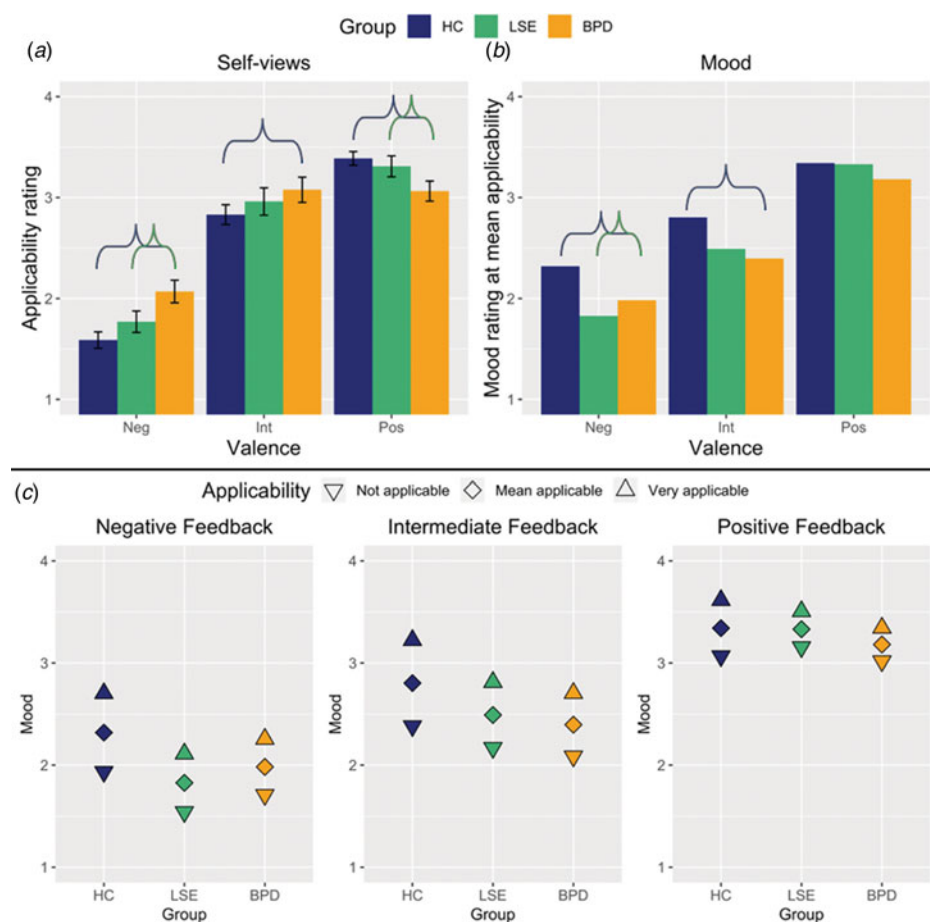 Group HC LSE BPD
(a) Self-views
4
3
2
1
Applicability rating
Neg Int Pos
Valence
(b) Mood
4
3
2
1
Mood rating at mean applicability
Neg Int Pos
Valence
(c) Applicability Not applicable Mean applicable Very applicable
Negative Feedback
4
3
2
1
Mood
HC LSE BPD
Group
Intermediate Feedback
4
3
2
1
Mood
HC LSE BPD
Group
Positive Feedback
4
3
2
1
Mood
HC LSE BPD
Group